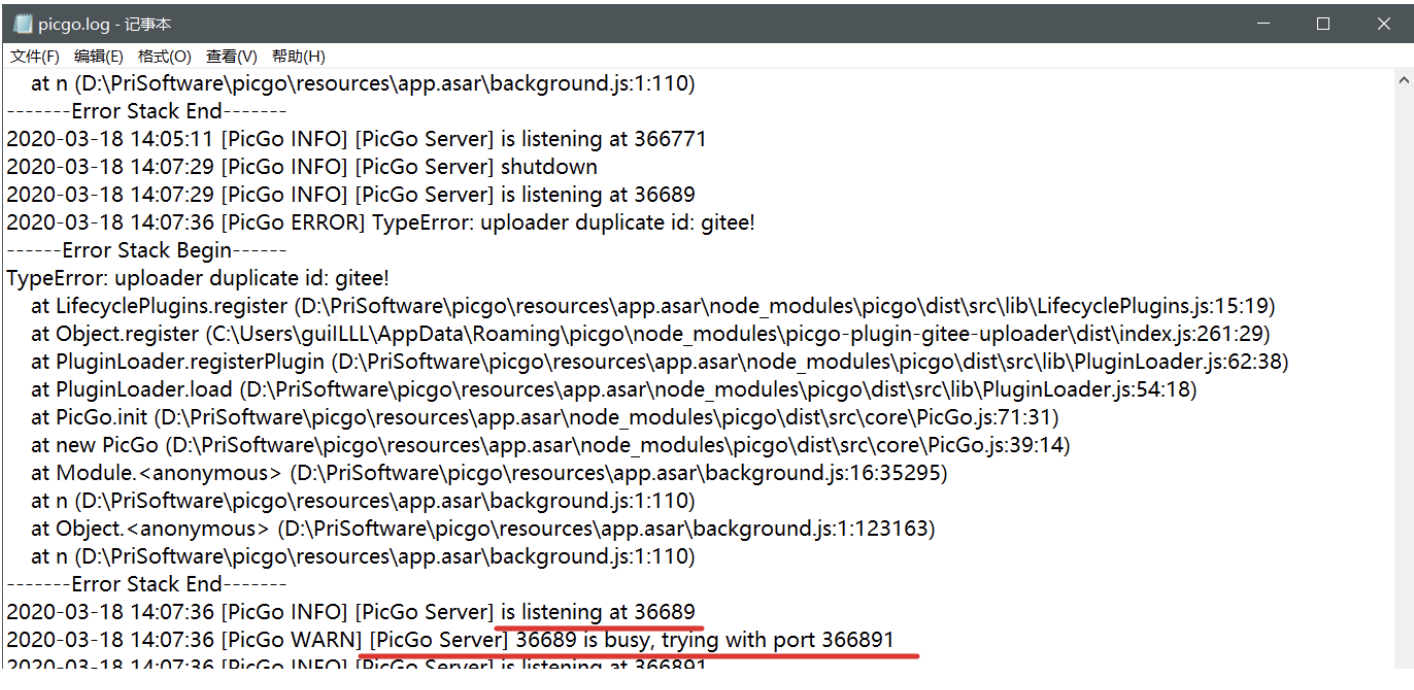 picgo.log - 记事本
文件(F) 编辑(E) 格式(O) 查看(V) 帮助(H)
at n (D:\PriSoftware\picgo\resources\app.asar\background.js:1:110)
-------Error Stack End-------
2020-03-18 14:05:11 [PicGo INFO] [PicGo Server] is listening at 366771
2020-03-18 14:07:29 [PicGo INFO] [PicGo Server] shutdown
2020-03-18 14:07:29 [PicGo INFO] [PicGo Server] is listening at 36689
2020-03-18 14:07:36 [PicGo ERROR] TypeError: uploader duplicate id: gitee!
------Error Stack Begin------
TypeError: uploader duplicate id: gitee!
at LifecyclePlugins.register (D:\PriSoftware\picgo\resources\app.asar\node_modules\picgo\dist\src\lib\LifecyclePlugins.js:15:19)
at Object.register (C:\Users\guiLLL\AppData\Roaming\picgo\node_modules\picgo-plugin-gitee-uploader\dist\index.js:261:29)
at PluginLoader.registerPlugin (D:\PriSoftware\picgo\resources\app.asar\node_modules\picgo\dist\src\lib\PluginLoader.js:62:38)
at PluginLoader.load (D:\PriSoftware\picgo\resources\app.asar\node_modules\picgo\dist\src\lib\PluginLoader.js:54:18)
at PicGo.init (D:\PriSoftware\picgo\resources\app.asar\node_modules\picgo\dist\src\core\PicGo.js:71:31)
at new PicGo (D:\PriSoftware\picgo\resources\app.asar\node_modules\picgo\dist\src\core\PicGo.js:39:14)
at Module.<anonymous> (D:\PriSoftware\picgo\resources\app.asar\background.js:16:35295)
at n (D:\PriSoftware\picgo\resources\app.asar\background.js:1:110)
at Object.<anonymous> (D:\PriSoftware\picgo\resources\app.asar\background.js:1:123163)
at n (D:\PriSoftware\picgo\resources\app.asar\background.js:1:110)
-------Error Stack End-------
2020-03-18 14:07:36 [PicGo INFO] [PicGo Server] is listening at 36689
2020-03-18 14:07:36 [PicGo WARN] [PicGo Server] 36689 is busy, trying with port 366891
2020-03-18 14:07:36 [PicGo INFO] [PicGo Server] is listening at 366891